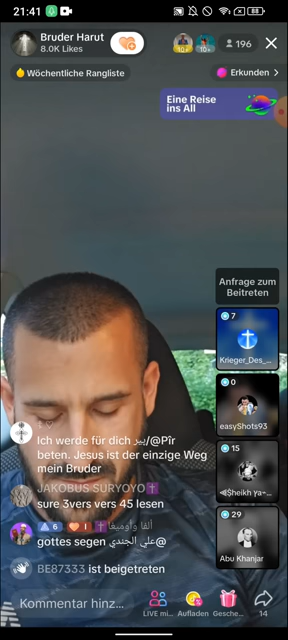 21:41
88
Bruder Harut
8.0K Likes
10+
10+
196
Wöchentliche Rangliste
Erkunden >
Eine Reise
ins All
Anfrage zum
Beitreten
7
Krieger_Des_...
0
easyShots93
15
29
Abu Khanjar
Ich werde für dich بير/@Pîr
beten. Jesus ist der einzige Weg
mein Bruder
JAKOBUS SURYOYO
sure 3vers vers 45 lesen
6
1
gottes segen علي الجندي@
BE87333 ist beigetreten
Kommentar hinz...
LIVE mi...
Aufladen
Gesche...
14